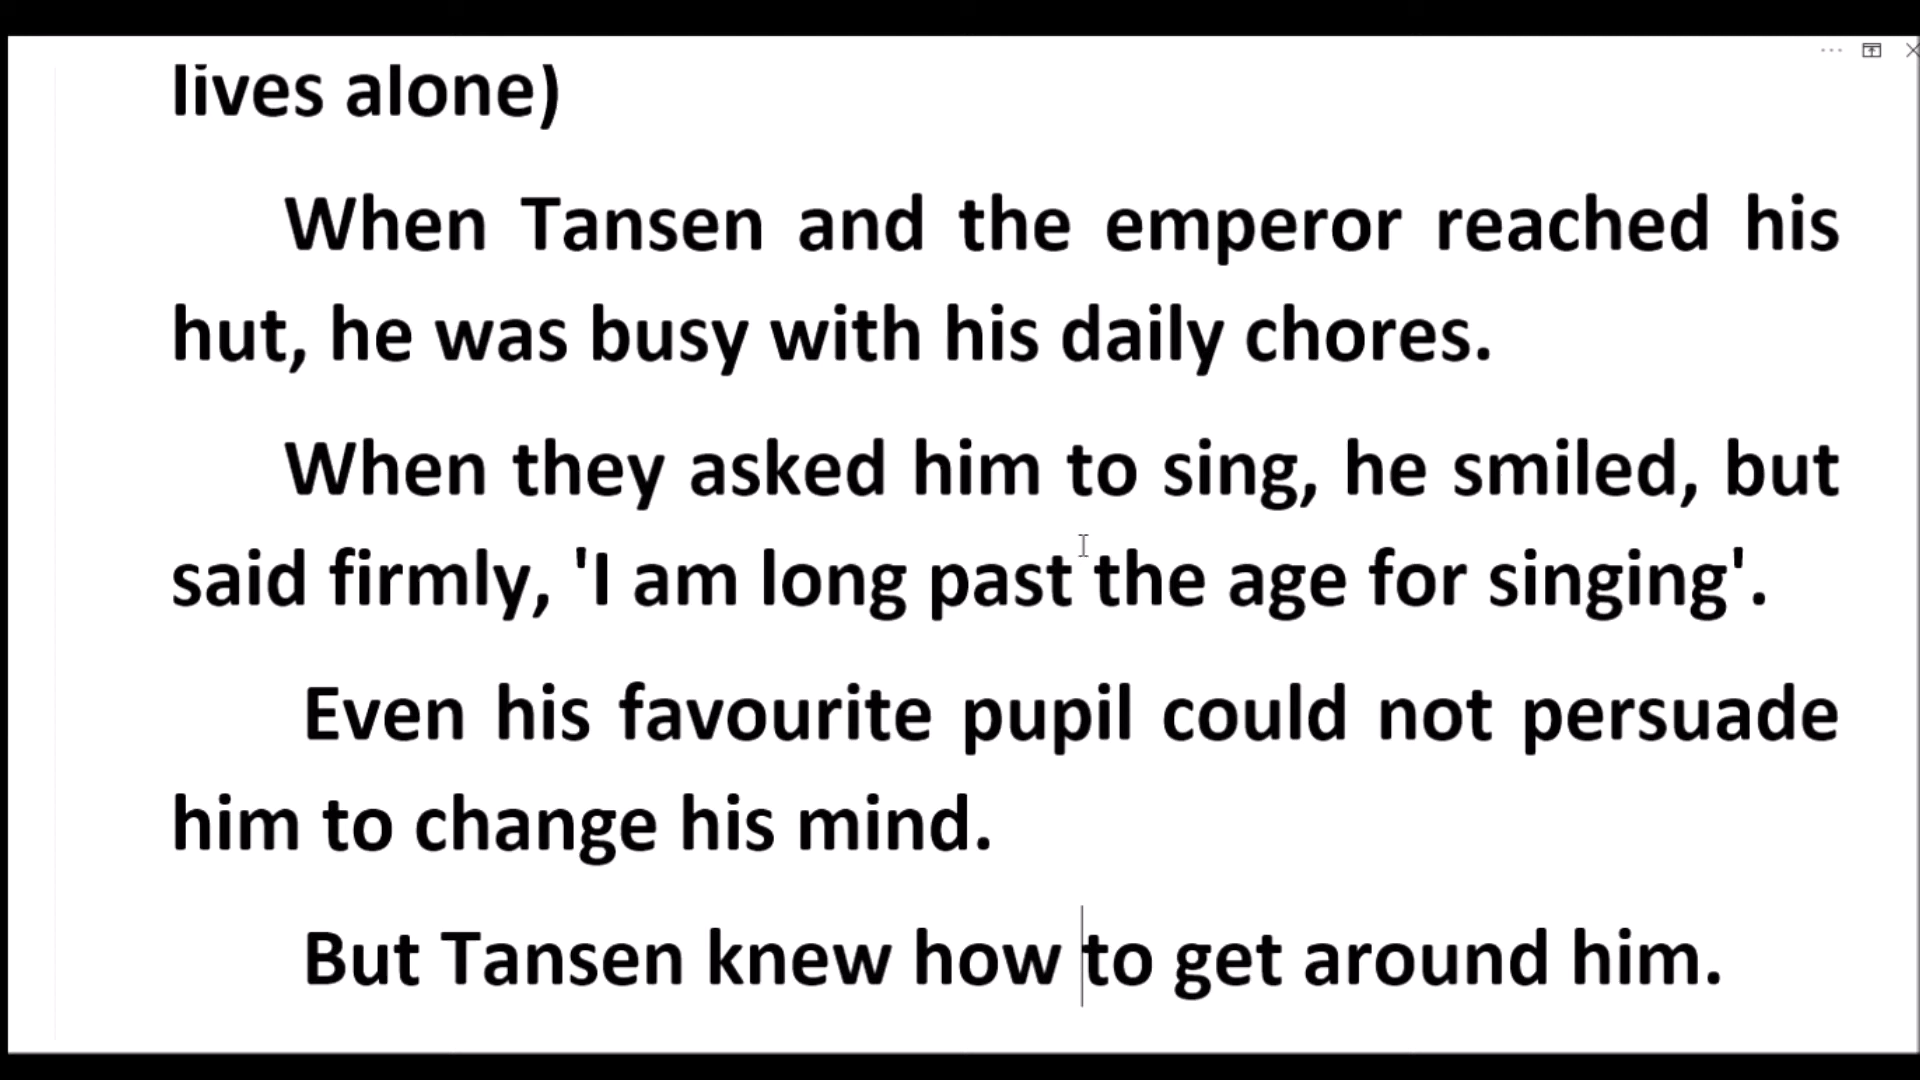 lives alone)
When Tansen and the emperor reached his
hut, he was busy with his daily chores.
When they asked him to sing, he smiled, but
said firmly, 'I am long past the age for singing'.
Even his favourite pupil could not persuade
him to change his mind.
But Tansen knew how to get around him.